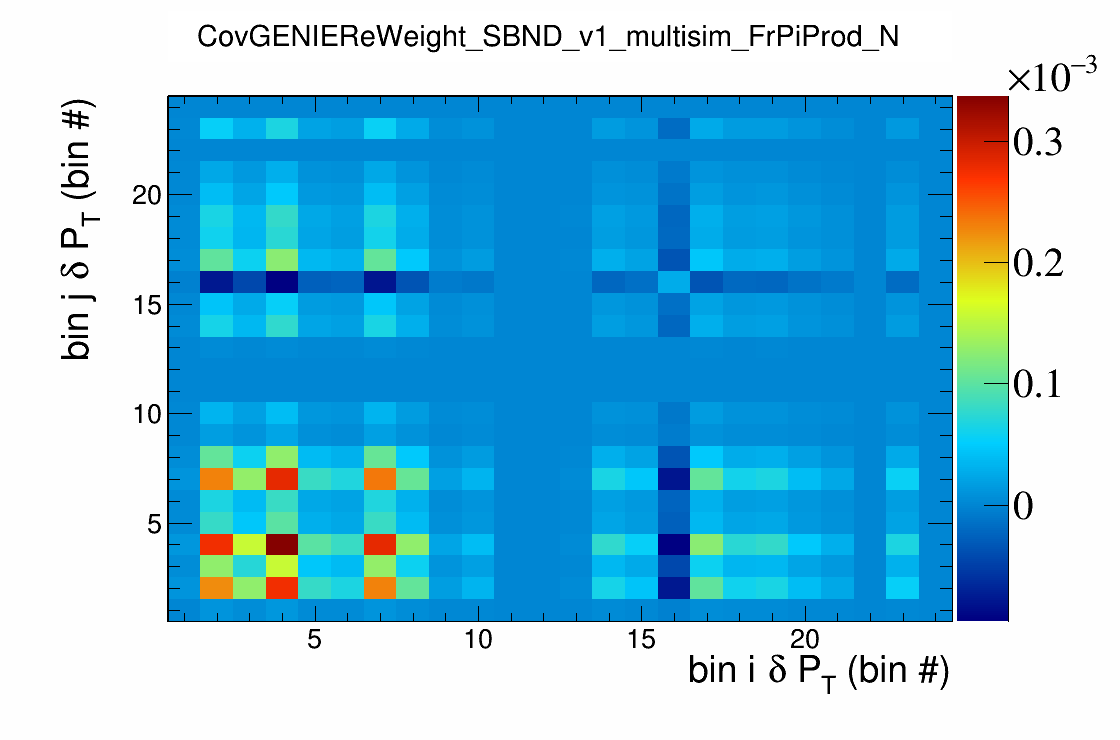 CovGENIEReWeight_SBND_v1_multisim_FrPiProd_N
×10⁻³
bin j δ P_T (bin #)
20
15
10
5
5 10 15 20
bin i δ P_T (bin #)
0.3
0.2
0.1
0